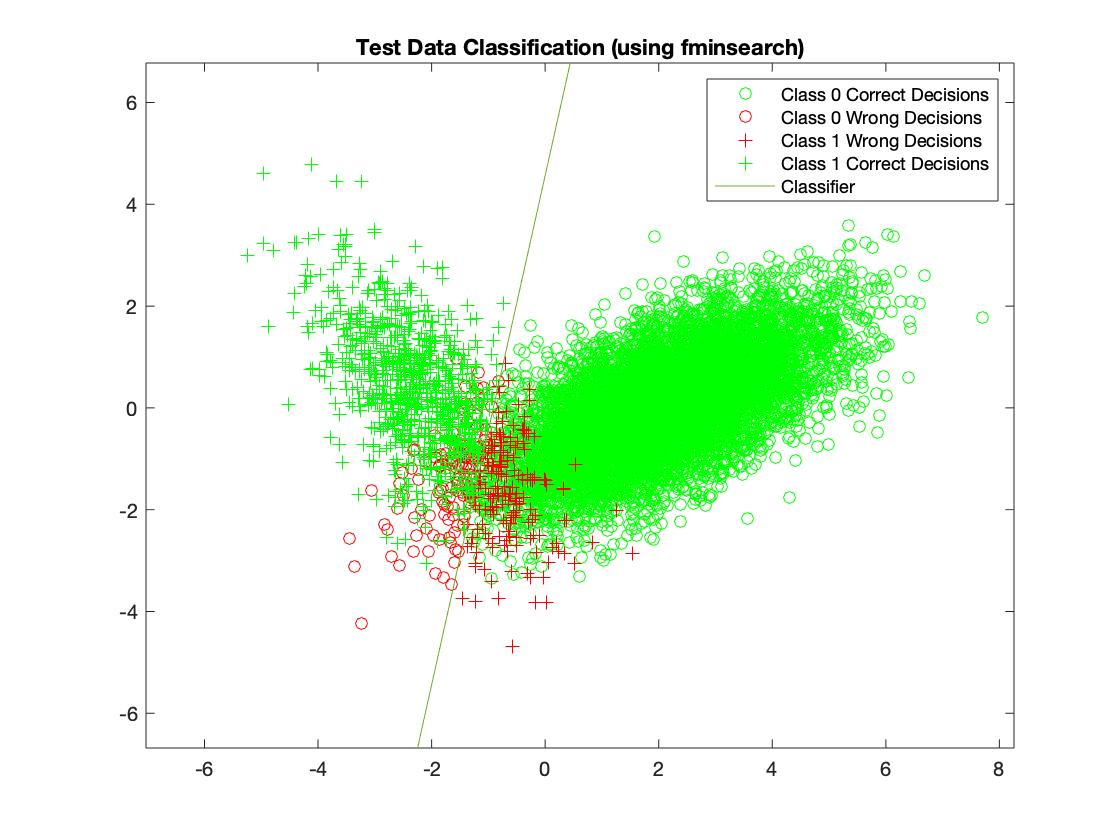 Test Data Classification (using fminsearch)
Class 0 Correct Decisions
Class 0 Wrong Decisions
Class 1 Wrong Decisions
Class 1 Correct Decisions
Classifier
6
4
2
0
-2
-4
-6
-6 -4 -2 0 2 4 6 8